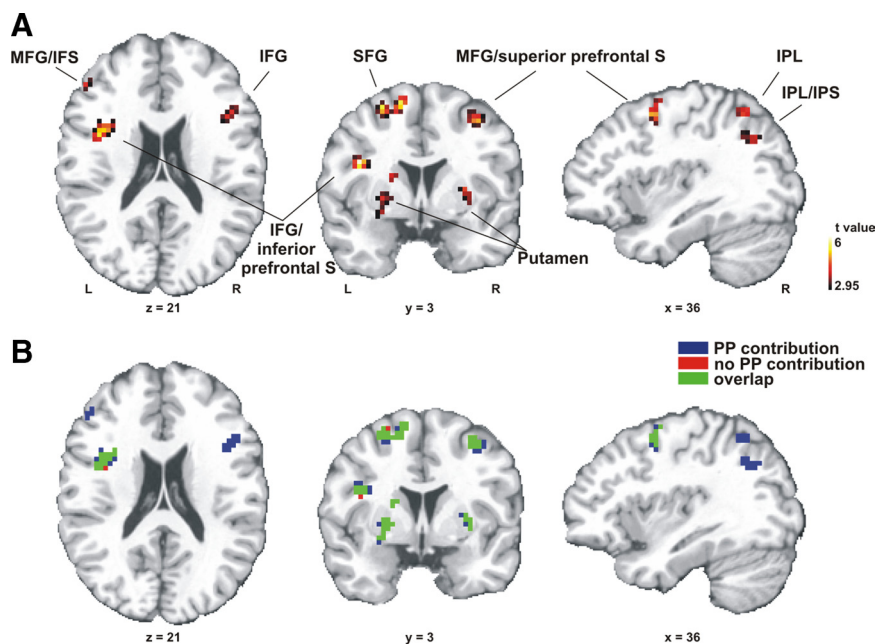 A
MFG/IFS
IFG
SFG
MFG/superior prefrontal S
IPL
IPL/IPS
IFG/
inferior
prefrontal S
Putamen
t value
6
2.95
L
R
L
R
R
z = 21
y = 3
x = 36
B
PP contribution
no PP contribution
overlap
z = 21
y = 3
x = 36